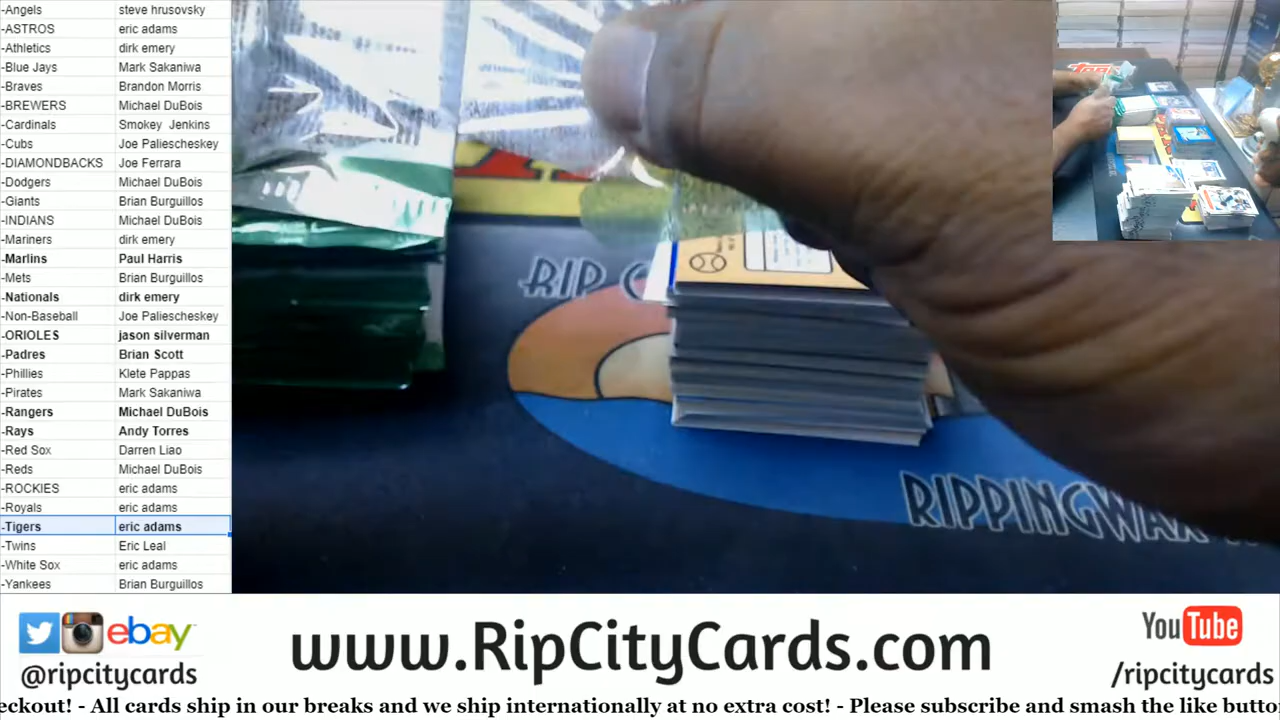 -Angels steve hrusovsky
-ASTROS eric adams
-Athletics dirk emery
-Blue Jays Mark Sakaniwa
-Braves Brandon Morris
-BREWERS Michael DuBois
-Cardinals Smokey Jenkins
-Cubs Joe Paliescheskey
-DIAMONDBACKS Joe Ferrara
-Dodgers Michael DuBois
-Giants Brian Burguillos
-INDIANS Michael DuBois
-Mariners dirk emery
-Marlins Paul Harris
-Mets Brian Burguillos
-Nationals dirk emery
-Non-Baseball Joe Paliescheskey
-ORIOLES jason silverman
-Padres Brian Scott
-Phillies Klete Pappas
-Pirates Mark Sakaniwa
-Rangers Michael DuBois
-Rays Andy Torres
-Red Sox Darren Liao
-Reds Michael DuBois
-ROCKIES eric adams
-Royals eric adams
-Tigers eric adams
-Twins Eric Leal
-White Sox eric adams
-Yankees Brian Burguillos
RIP C
RIPPINGWAX
ebay
@ripcitycards
www.RipCityCards.com
YouTube
/ripcitycards
eckout! - All cards ship in our breaks and we ship internationally at no extra cost! - Please subscribe and smash the like butto